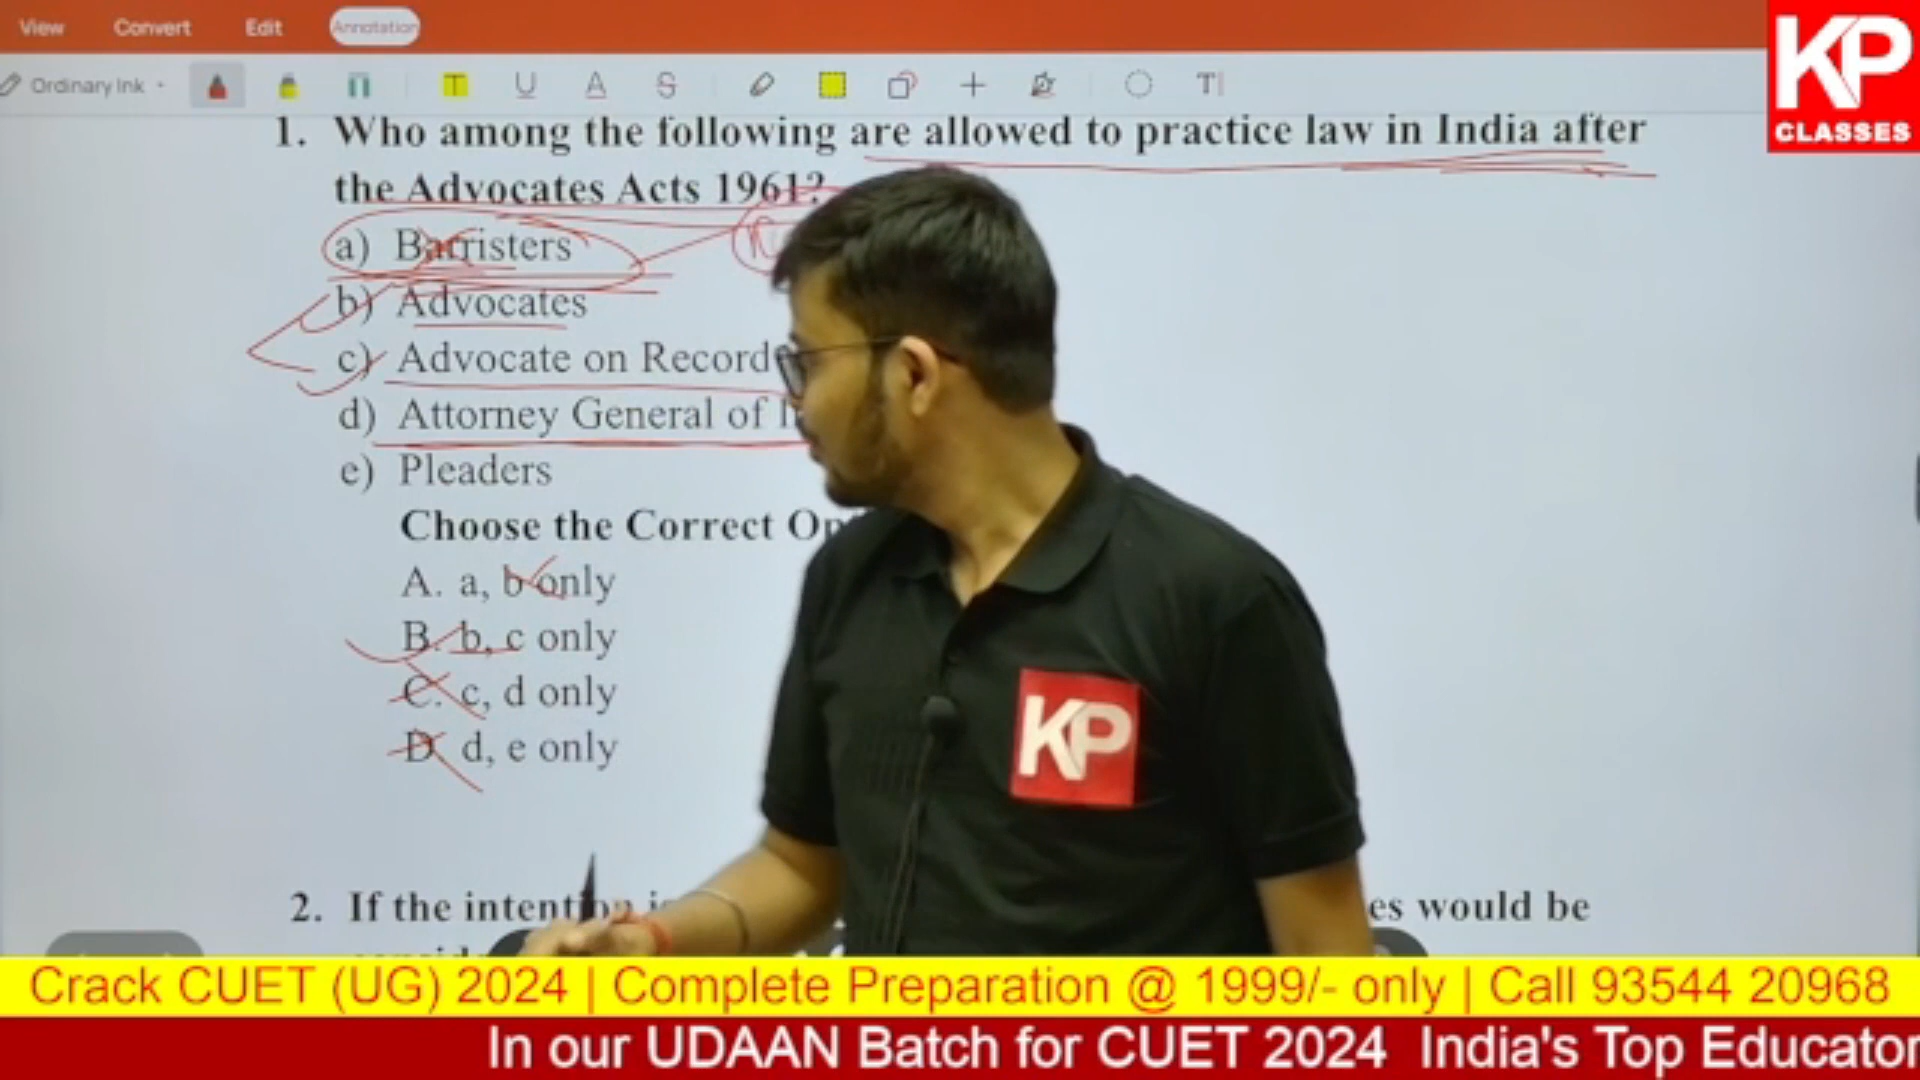 View Convert Edit Annotation
Ordinary Ink
KP
CLASSES
1. Who among the following are allowed to practice law in India after
the Advocates Acts 1961?
a) Barristers
b) Advocates
c) Advocate on Record
d) Attorney General of
e) Pleaders
Choose the Correct
A. a, b only
B. b, c only
C. c, d only
D. d, e only
KP
2. If the intention would be
Crack CUET (UG) 2024 | Complete Preparation @ 1999/- only | Call 93544 20968
In our UDAAN Batch for CUET 2024 India's Top Educator